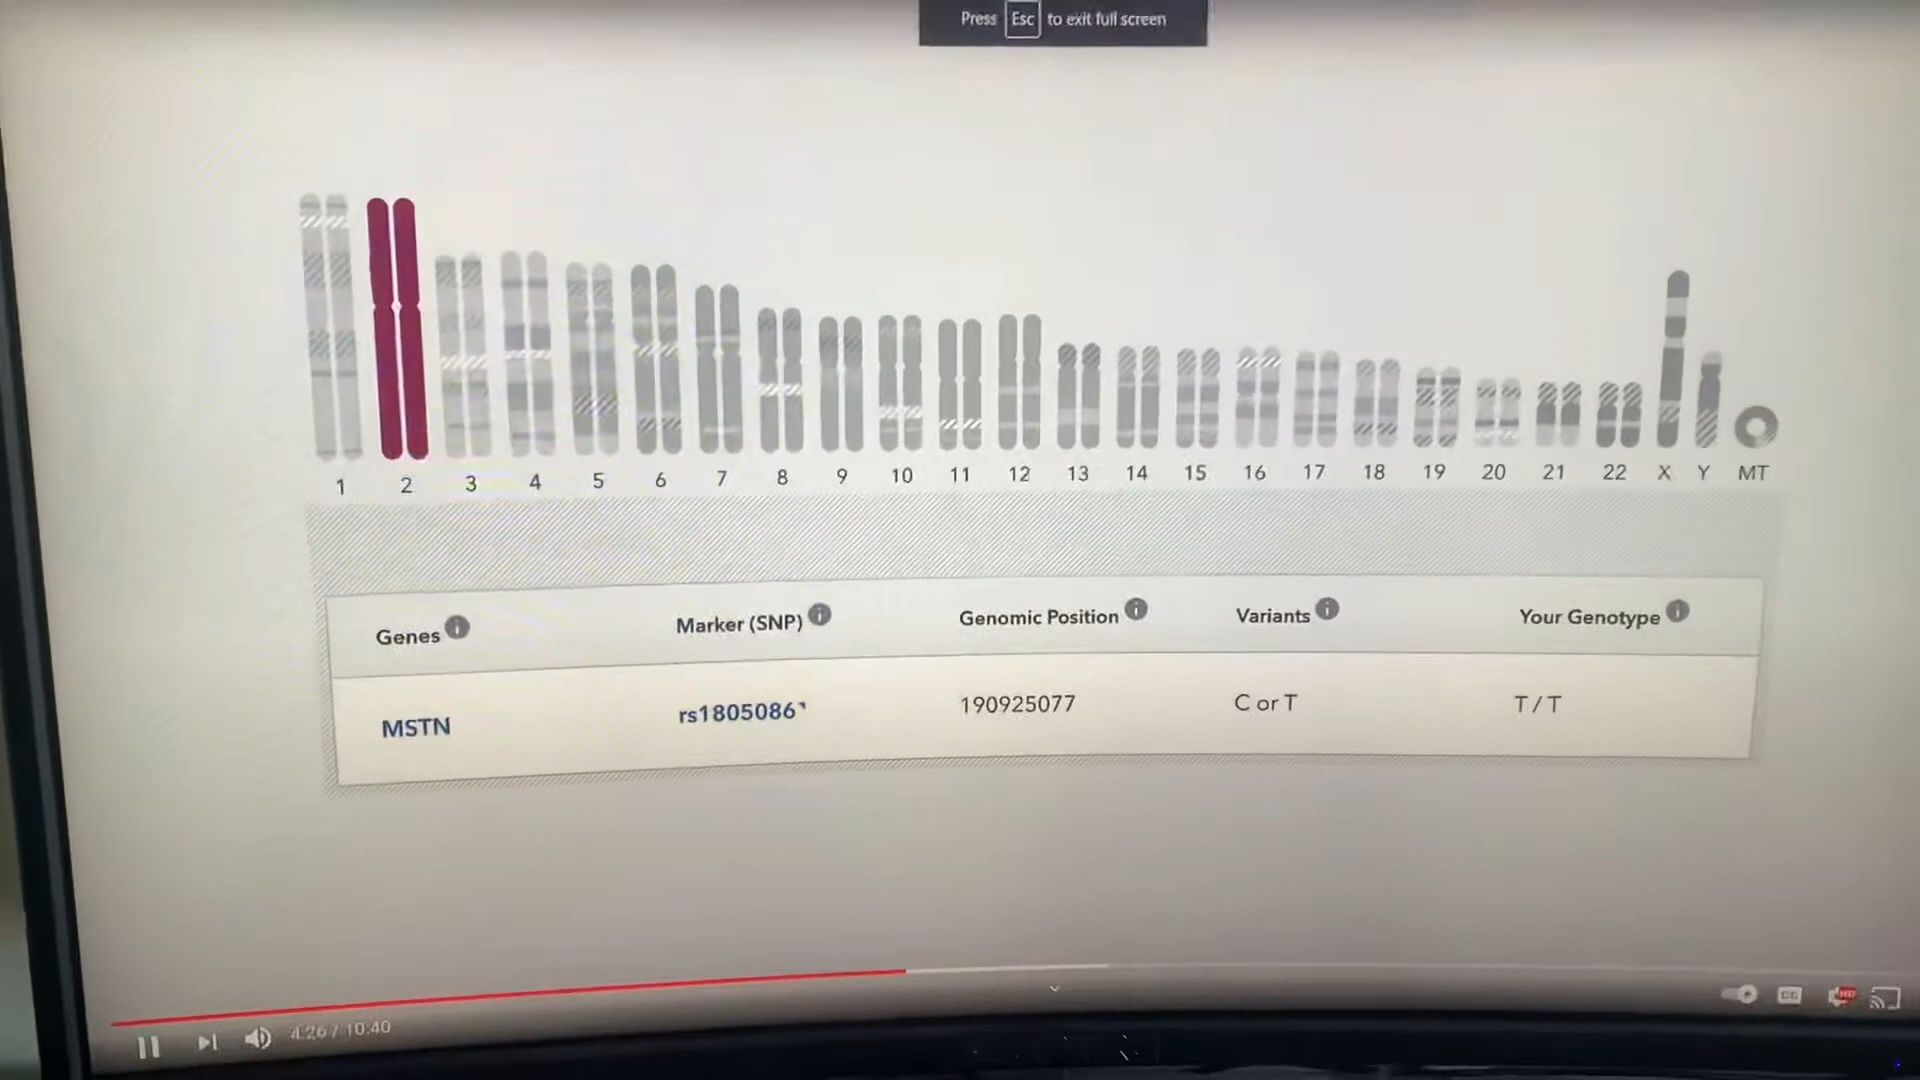 Press Esc to exit full screen
1 2 3 4 5 6 7 8 9 10 11 12 13 14 15 16 17 18 19 20 21 22 X Y MT
Genes i Marker (SNP) i Genomic Position i Variants i Your Genotype i
MSTN rs1805086 190925077 C or T T / T
4:26 / 10:40 CC HD